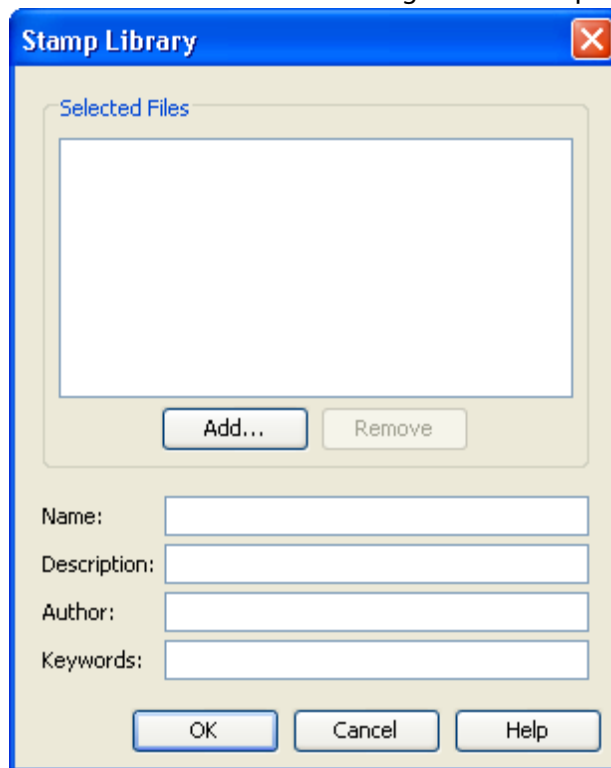 Stamp Library
Selected Files
Add... Remove
Name:
Description:
Author:
Keywords:
OK Cancel Help